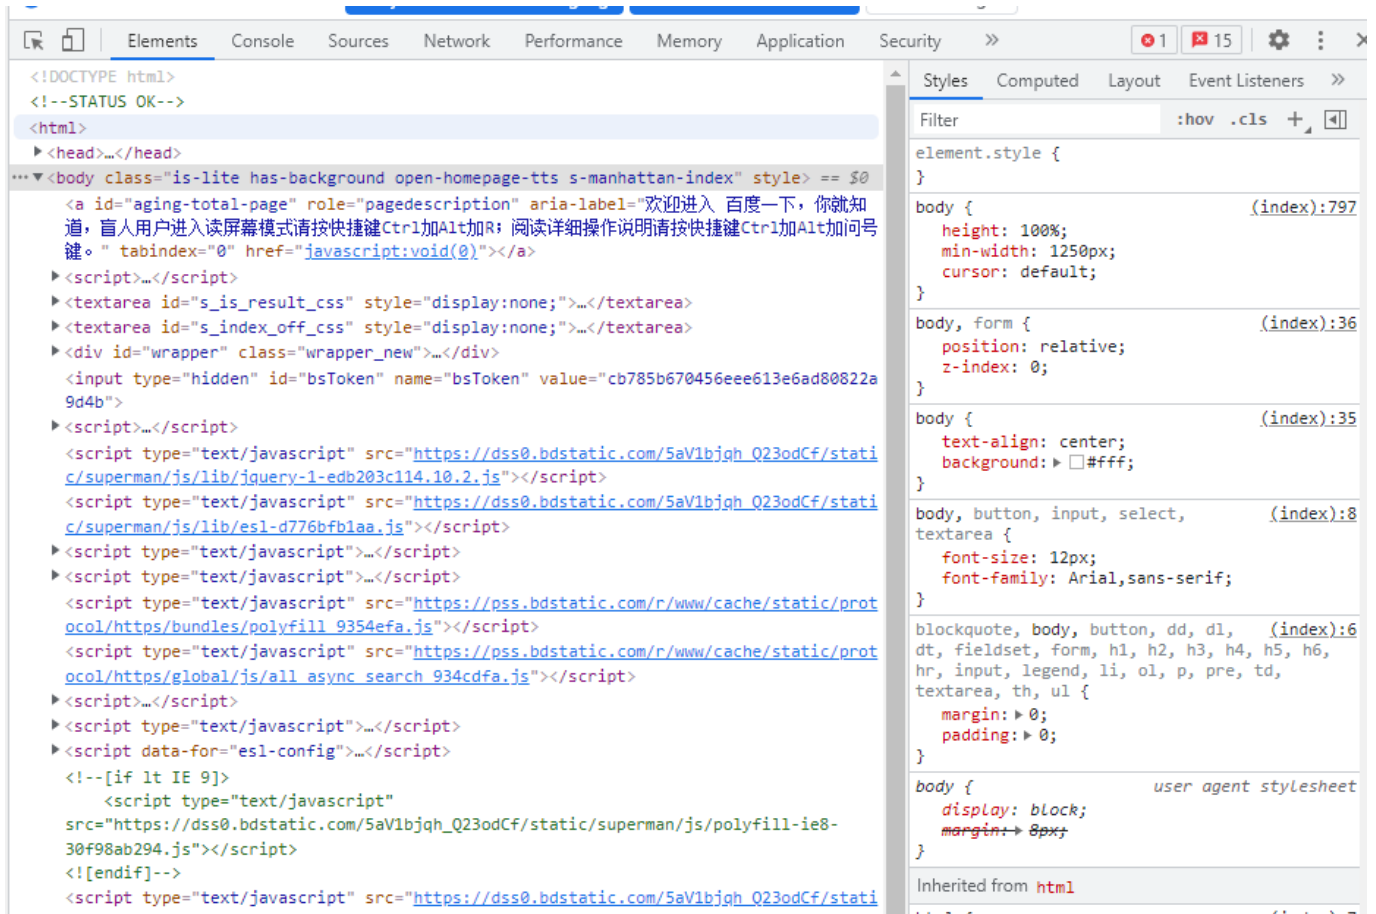 Elements Console Sources Network Performance Memory Application Security » 1 15
<!DOCTYPE html>
<!--STATUS OK-->
<html>
<head>…</head>
<body class="is-lite has-background open-homepage-tts s-manhattan-index" style> == $0
<a id="aging-total-page" role="pagedescription" aria-label="欢迎进入 百度一下，你就知
道，盲人用户进入读屏幕模式请按快捷键Ctrl加Alt加R；阅读详细操作说明请按快捷键Ctrl加Alt加问号
键。" tabindex="0" href="javascript:void(0)"></a>
<script>…</script>
<textarea id="s_is_result_css" style="display:none;">…</textarea>
<textarea id="s_index_off_css" style="display:none;">…</textarea>
<div id="wrapper" class="wrapper_new">…</div>
<input type="hidden" id="bsToken" name="bsToken" value="cb785b670456eee613e6ad80822a
9d4b">
<script>…</script>
<script type="text/javascript" src="https://dss0.bdstatic.com/5aV1bjqh_Q23odCf/stati
c/superman/js/lib/jquery-1-edb203c114.10.2.js"></script>
<script type="text/javascript" src="https://dss0.bdstatic.com/5aV1bjqh_Q23odCf/stati
c/superman/js/lib/esl-d776bfb1aa.js"></script>
<script type="text/javascript">…</script>
<script type="text/javascript">…</script>
<script type="text/javascript" src="https://pss.bdstatic.com/r/www/cache/static/prot
ocol/https/bundles/polyfill_9354efa.js"></script>
<script type="text/javascript" src="https://pss.bdstatic.com/r/www/cache/static/prot
ocol/https/global/js/all_async_search_934cdfa.js"></script>
<script>…</script>
<script type="text/javascript">…</script>
<script data-for="esl-config">…</script>
<!--[if lt IE 9]>
<script type="text/javascript"
src="https://dss0.bdstatic.com/5aV1bjqh_Q23odCf/static/superman/js/polyfill-ie8-
30f98ab294.js"></script>
<![endif]-->
<script type="text/javascript" src="https://dss0.bdstatic.com/5aV1bjqh_Q23odCf/stati
Styles Computed Layout Event Listeners »
Filter :hov .cls +
element.style {
}
body { (index):797
height: 100%;
min-width: 1250px;
cursor: default;
}
body, form { (index):36
position: relative;
z-index: 0;
}
body { (index):35
text-align: center;
background: #fff;
}
body, button, input, select, (index):8
textarea {
font-size: 12px;
font-family: Arial,sans-serif;
}
blockquote, body, button, dd, dl, (index):6
dt, fieldset, form, h1, h2, h3, h4, h5, h6,
hr, input, legend, li, ol, p, pre, td,
textarea, th, ul {
margin: 0;
padding: 0;
}
body { user agent stylesheet
display: block;
margin: 8px;
}
Inherited from html